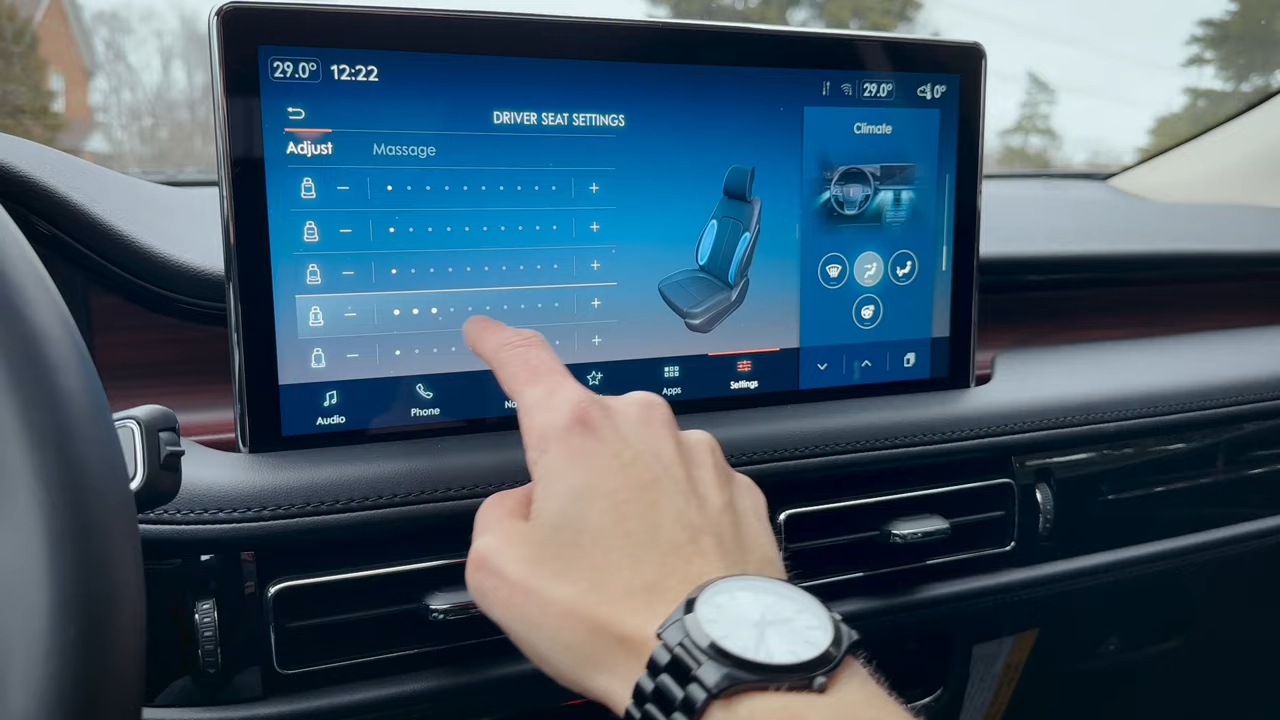 29.0° 12:22
29.0° 0°
DRIVER SEAT SETTINGS
Adjust Massage
Climate
Audio
Phone
Apps
Settings